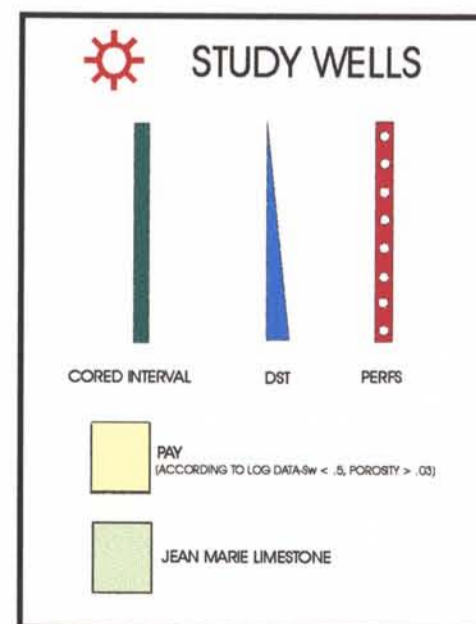 STUDY WELLS
CORED INTERVAL DST PERFS
PAY
(ACCORDING TO LOG DATA-Sw < .5, POROSITY > .03)
JEAN MARIE LIMESTONE